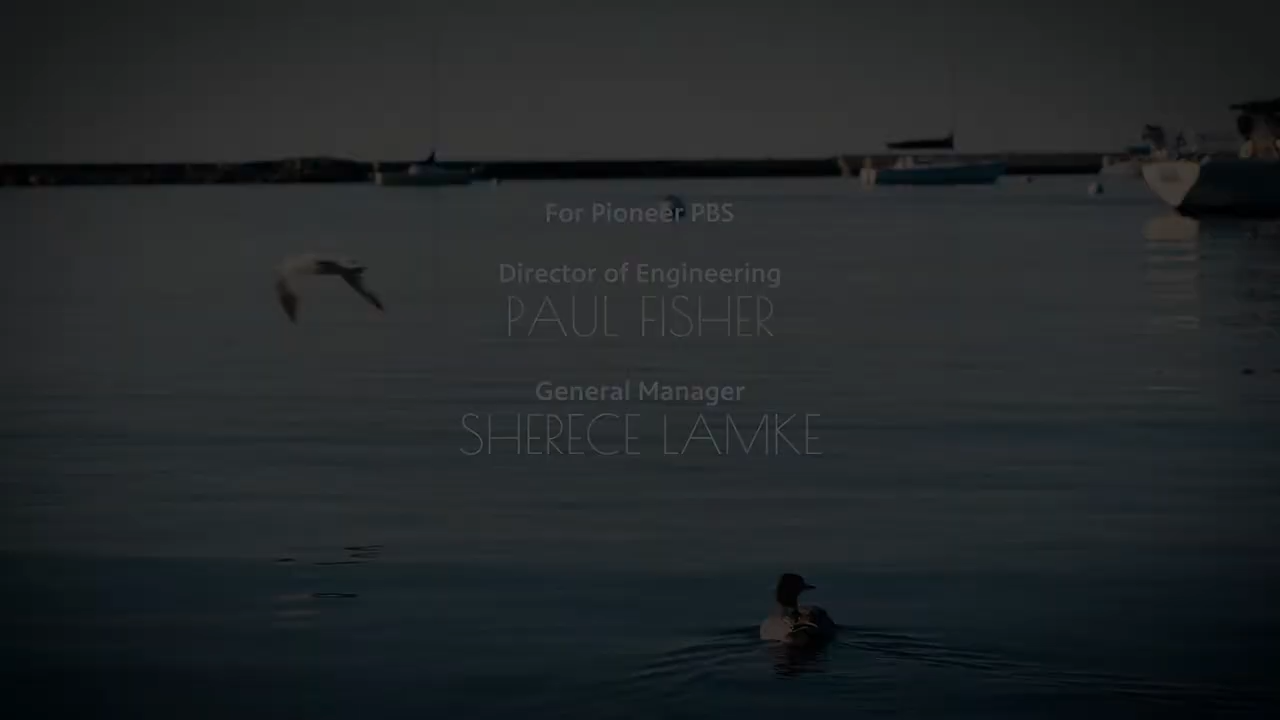 For Pioneer PBS
Director of Engineering
PAUL FISHER
General Manager
SHERECE LAMKE